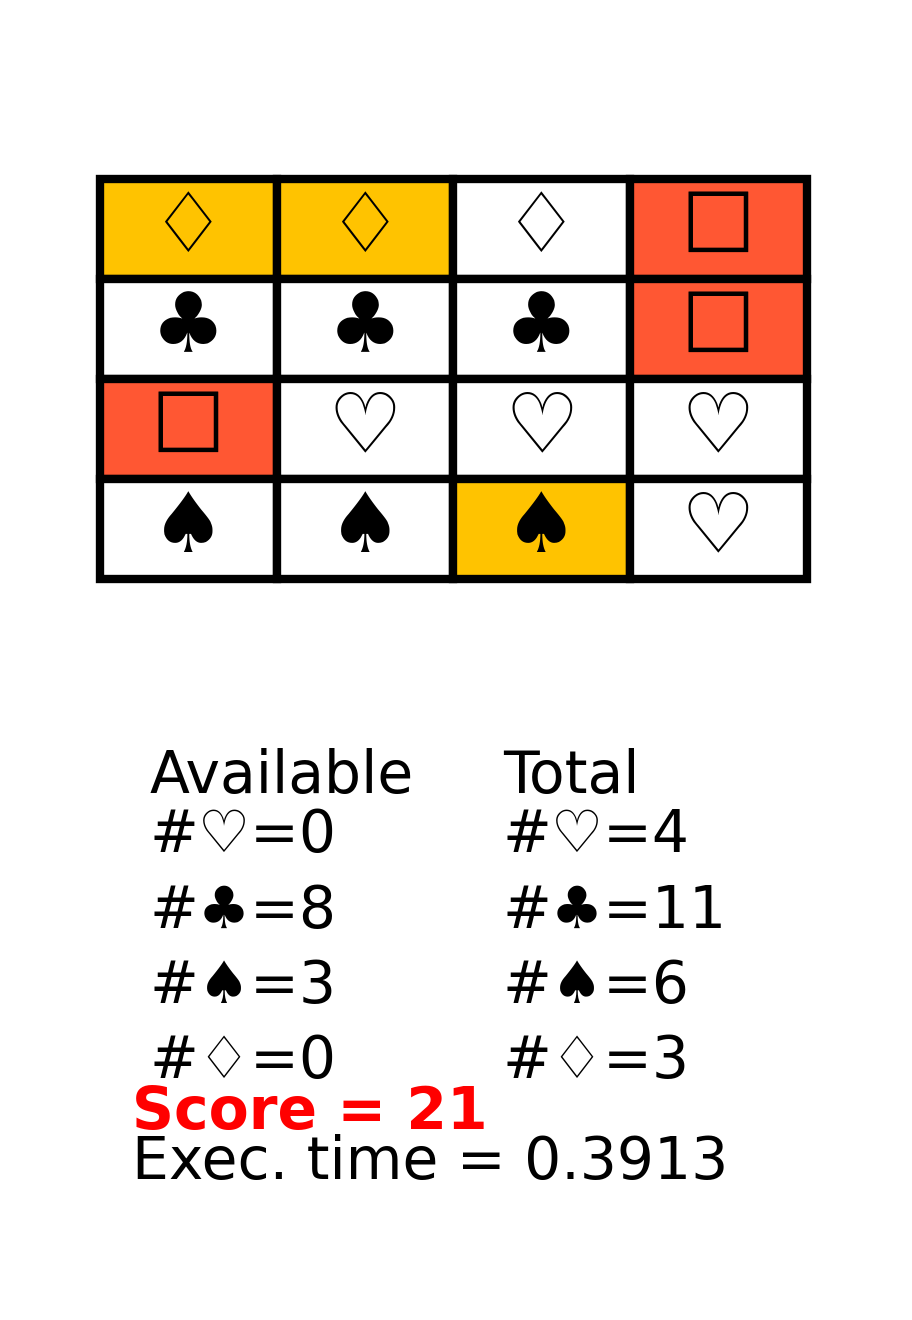 ♢ ♢ ♢ □
♣ ♣ ♣ □
□ ♡ ♡ ♡
♠ ♠ ♠ ♡
Available Total
#♡=0 #♡=4
#♣=8 #♣=11
#♠=3 #♠=6
#♢=0 #♢=3
Score = 21
Exec. time = 0.3913